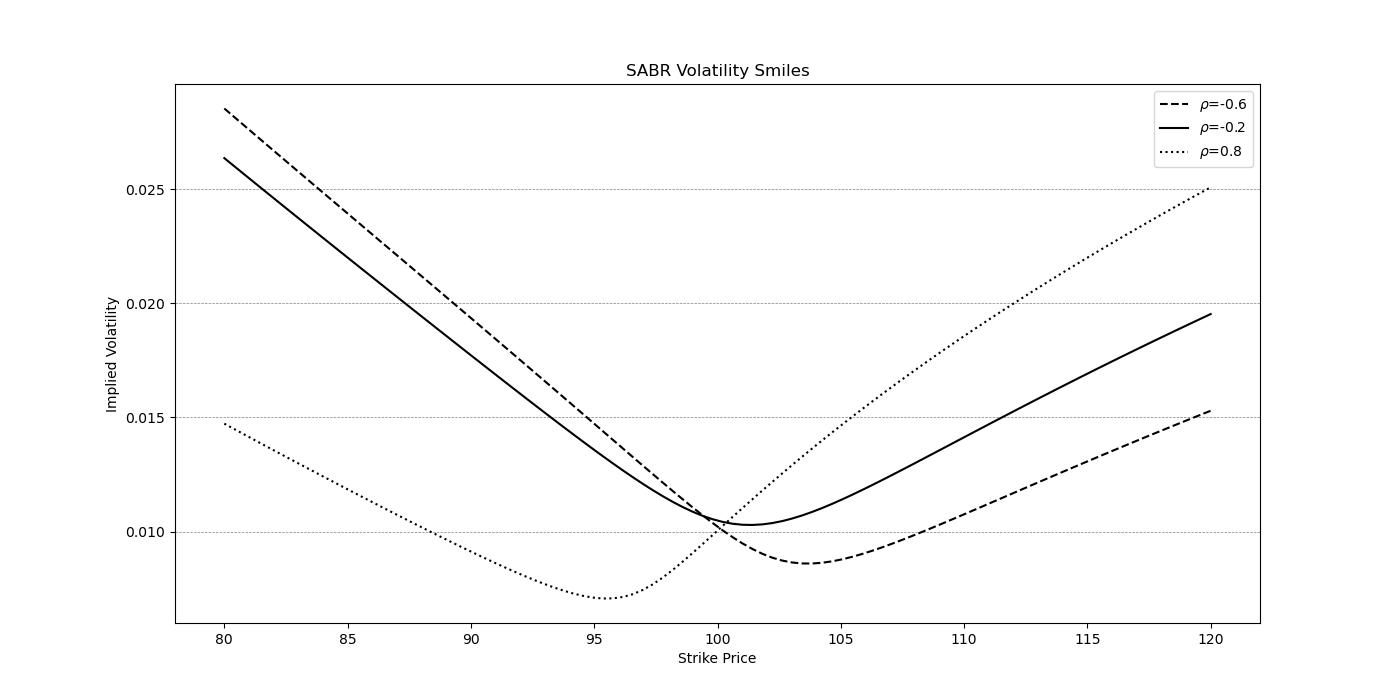 SABR Volatility Smiles
ρ=-0.6
ρ=-0.2
ρ=0.8
Implied Volatility
0.025
0.020
0.015
0.010
80 85 90 95 100 105 110 115 120
Strike Price